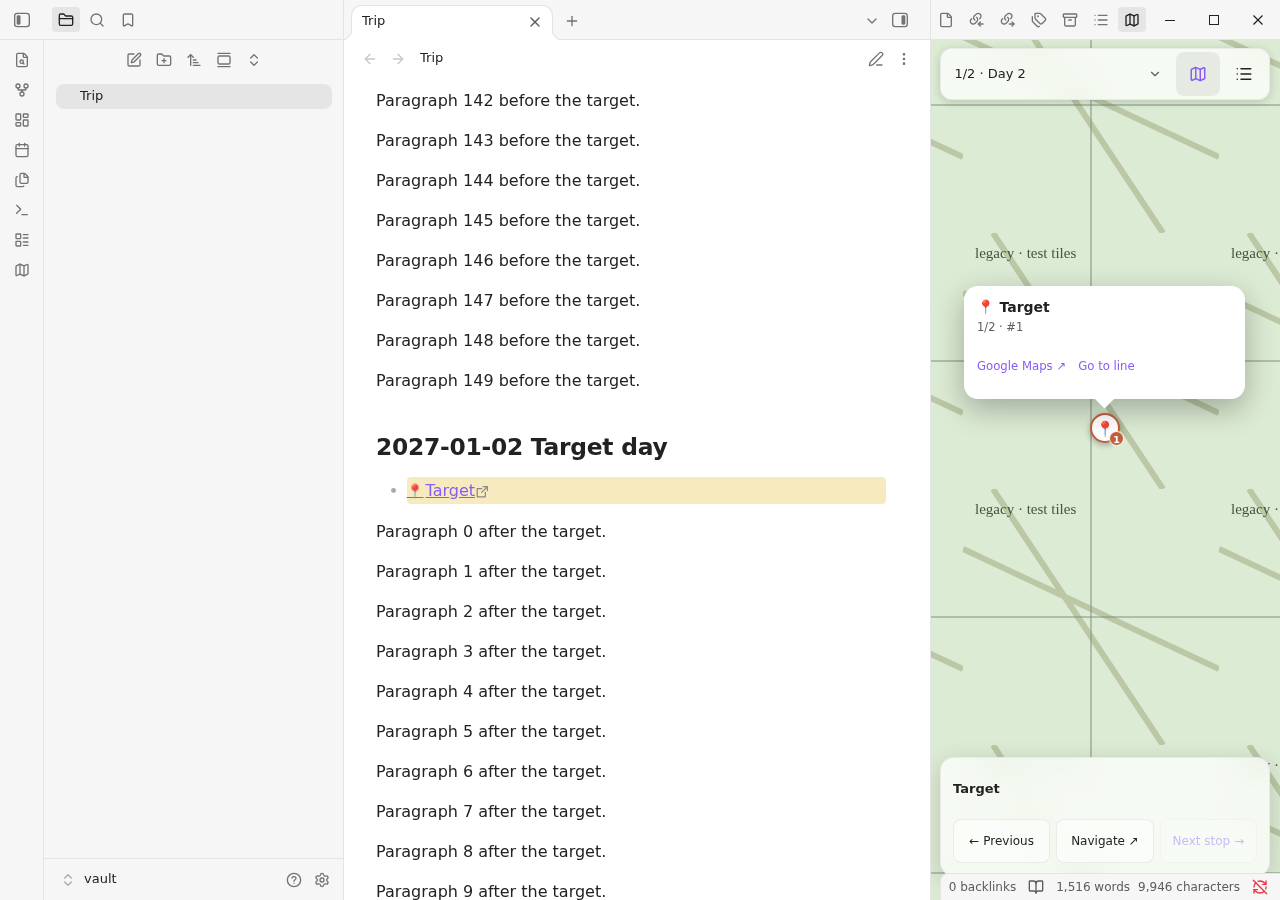 Trip
Trip
Trip
Paragraph 142 before the target.
Paragraph 143 before the target.
Paragraph 144 before the target.
Paragraph 145 before the target.
Paragraph 146 before the target.
Paragraph 147 before the target.
Paragraph 148 before the target.
Paragraph 149 before the target.
2027-01-02 Target day
Target
Paragraph 0 after the target.
Paragraph 1 after the target.
Paragraph 2 after the target.
Paragraph 3 after the target.
Paragraph 4 after the target.
Paragraph 5 after the target.
Paragraph 6 after the target.
Paragraph 7 after the target.
Paragraph 8 after the target.
Paragraph 9 after the target.
vault
1/2 · Day 2
legacy · test tiles
legacy ·
Target
1/2 · #1
Google Maps ↗ Go to line
1
legacy · test tiles
legacy ·
Target
← Previous
Navigate ↗
Next stop →
0 backlinks
1,516 words
9,946 characters